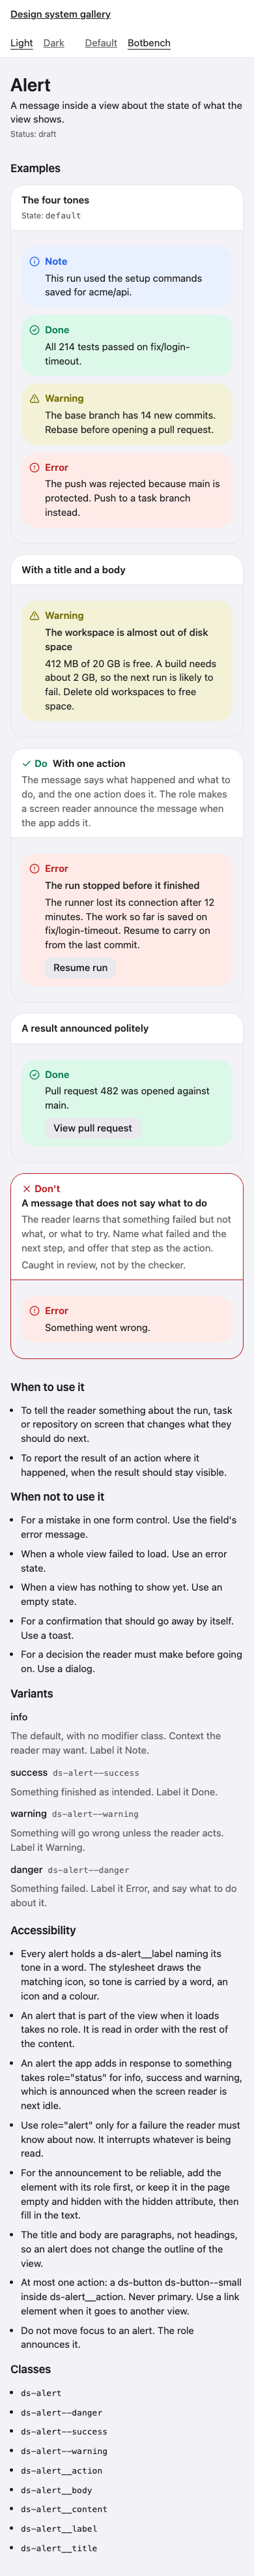 Design system gallery
Light Dark Default Botbench
Alert
A message inside a view about the state of what the
view shows.
Status: draft
Examples
The four tones
State: default
Note
This run used the setup commands
saved for acme/api.
Done
All 214 tests passed on fix/login-
timeout.
Warning
The base branch has 14 new commits.
Rebase before opening a pull request.
Error
The push was rejected because main is
protected. Push to a task branch
instead.
With a title and a body
Warning
The workspace is almost out of disk
space
412 MB of 20 GB is free. A build needs
about 2 GB, so the next run is likely to
fail. Delete old workspaces to free
space.
Do With one action
The message says what happened and what to
do, and the one action does it. The role makes
a screen reader announce the message when
the app adds it.
Error
The run stopped before it finished
The runner lost its connection after 12
minutes. The work so far is saved on
fix/login-timeout. Resume to carry on
from the last commit.
Resume run
A result announced politely
Done
Pull request 482 was opened against
main.
View pull request
Don't
A message that does not say what to do
The reader learns that something failed but not
what, or what to try. Name what failed and the
next step, and offer that step as the action.
Caught in review, not by the checker.
Error
Something went wrong.
When to use it
• To tell the reader something about the run, task
or repository on screen that changes what they
should do next.
• To report the result of an action where it
happened, when the result should stay visible.
When not to use it
• For a mistake in one form control. Use the field's
error message.
• When a whole view failed to load. Use an error
state.
• When a view has nothing to show yet. Use an
empty state.
• For a confirmation that should go away by itself.
Use a toast.
• For a decision the reader must make before going
on. Use a dialog.
Variants
info
The default, with no modifier class. Context the
reader may want. Label it Note.
success ds-alert--success
Something finished as intended. Label it Done.
warning ds-alert--warning
Something will go wrong unless the reader acts.
Label it Warning.
danger ds-alert--danger
Something failed. Label it Error, and say what to do
about it.
Accessibility
• Every alert holds a ds-alert__label naming its
tone in a word. The stylesheet draws the
matching icon, so tone is carried by a word, an
icon and a colour.
• An alert that is part of the view when it loads
takes no role. It is read in order with the rest of
the content.
• An alert the app adds in response to something
takes role="status" for info, success and warning,
which is announced when the screen reader is
next idle.
• Use role="alert" only for a failure the reader must
know about now. It interrupts whatever is being
read.
• For the announcement to be reliable, add the
element with its role first, or keep it in the page
empty and hidden with the hidden attribute, then
fill in the text.
• The title and body are paragraphs, not headings,
so an alert does not change the outline of the
view.
• At most one action: a ds-button ds-button--small
inside ds-alert__action. Never primary. Use a link
element when it goes to another view.
• Do not move focus to an alert. The role
announces it.
Classes
• ds-alert
• ds-alert--danger
• ds-alert--success
• ds-alert--warning
• ds-alert__action
• ds-alert__body
• ds-alert__content
• ds-alert__label
• ds-alert__title